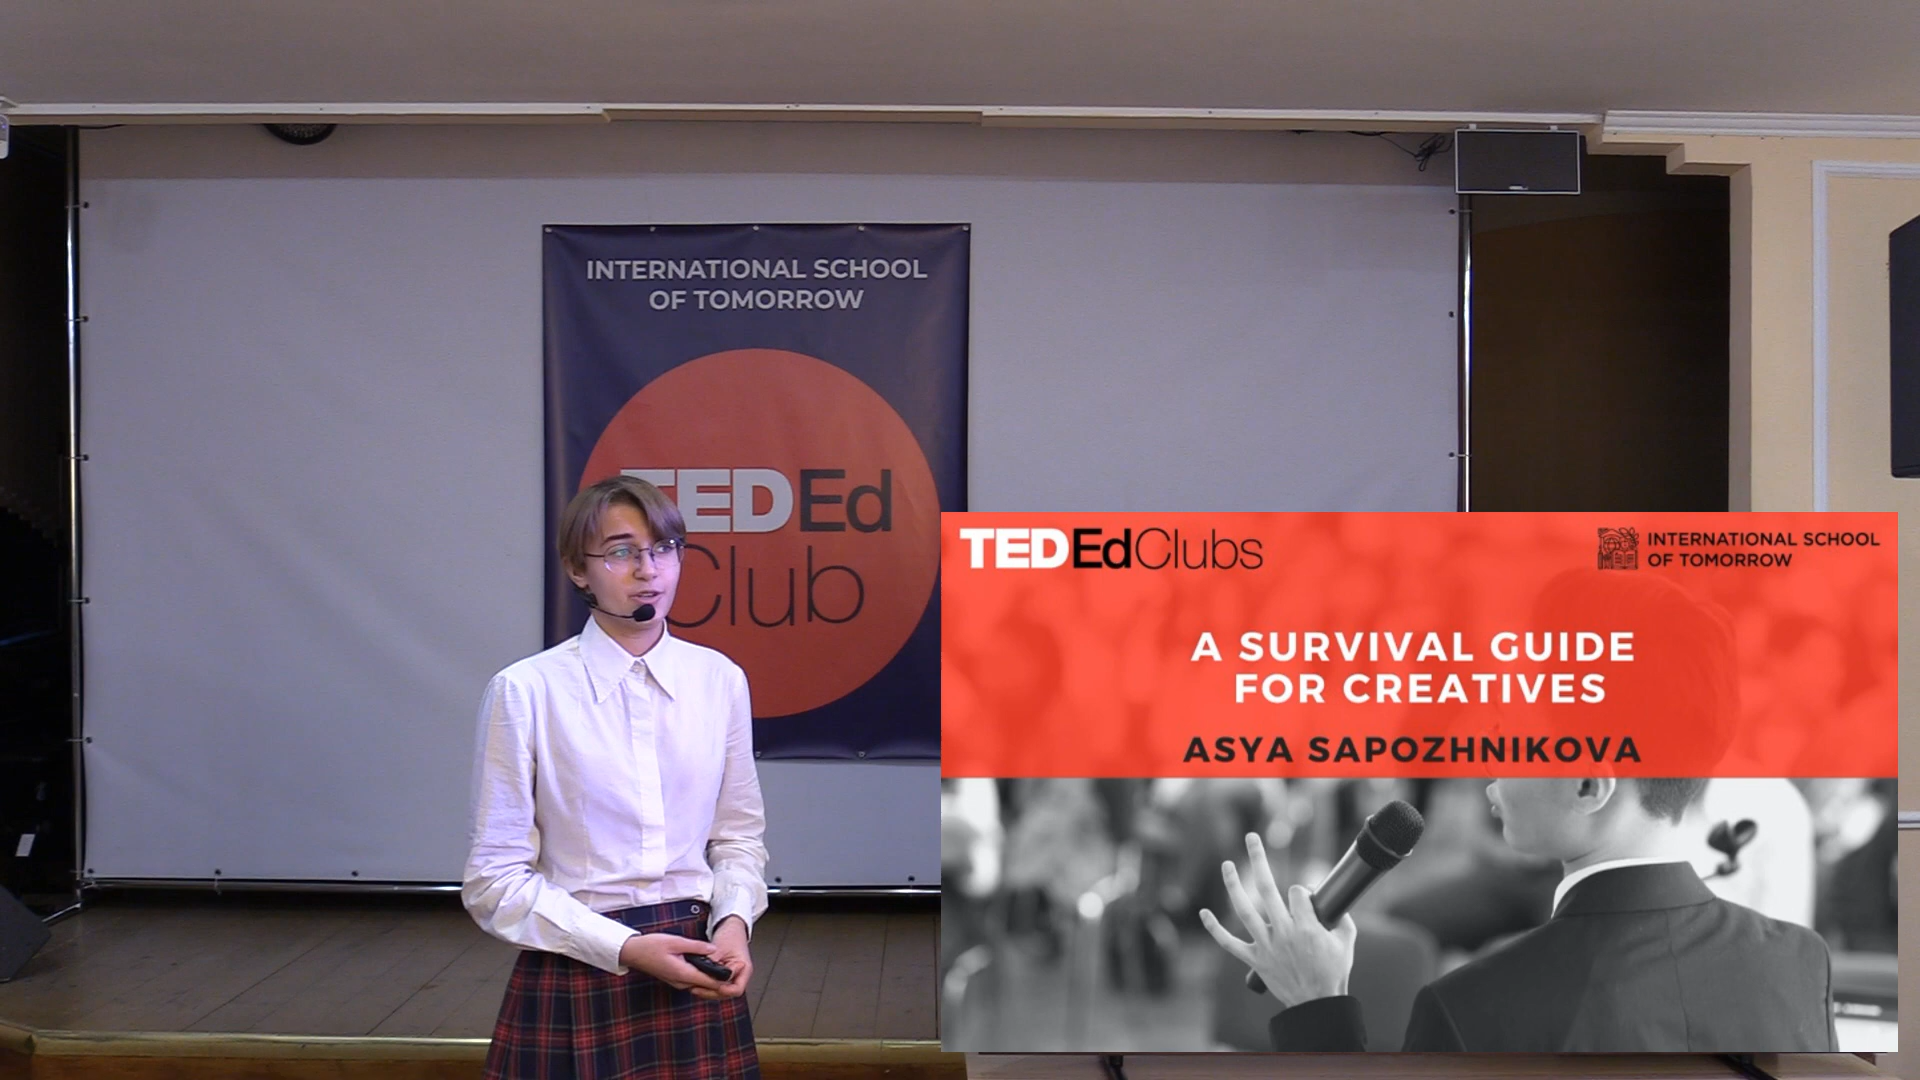 INTERNATIONAL SCHOOL
OF TOMORROW
TEDEd
Club
TEDEdClubs
INTERNATIONAL SCHOOL
OF TOMORROW
A SURVIVAL GUIDE
FOR CREATIVES
ASYA SAPOZHNIKOVA